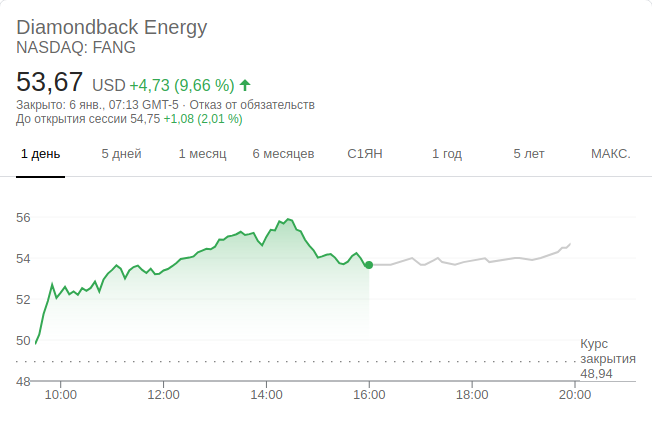 Diamondback Energy
NASDAQ: FANG
53,67 USD +4,73 (9,66 %) ↑
Закрыто: 6 янв., 07:13 GMT-5 · Отказ от обязательств
До открытия сессии 54,75 +1,08 (2,01 %)
1 день 5 дней 1 месяц 6 месяцев С1ЯН 1 год 5 лет МАКС.
56
54
52
50
Курс
закрытия
48,94
48
10:00 12:00 14:00 16:00 18:00 20:00